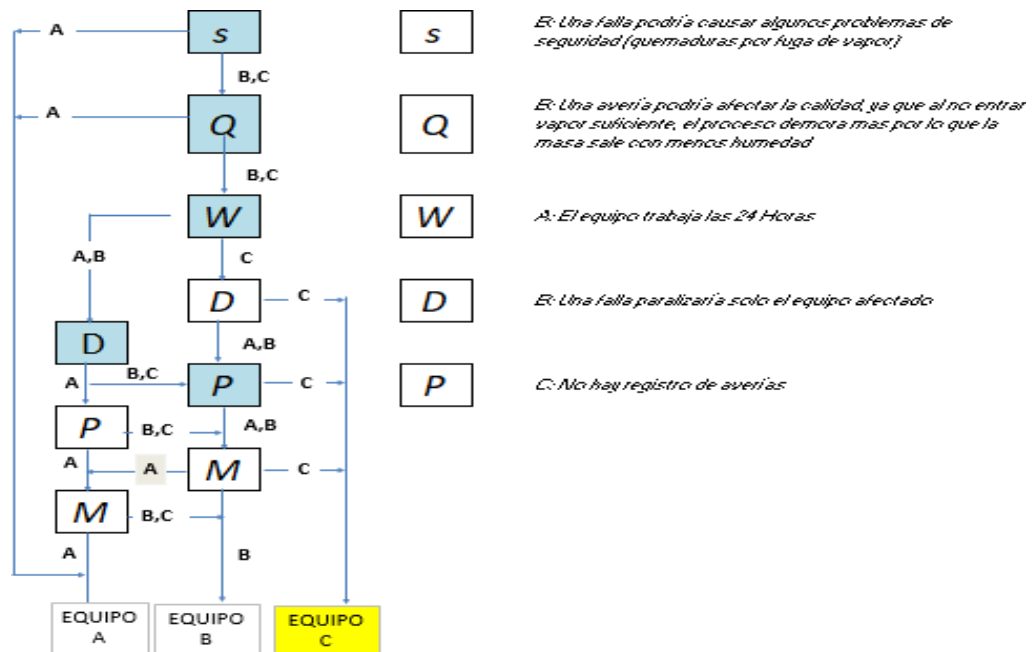 A
s
s
B: Una falla podría causar algunos problemas de
seguridad (quemaduras por fuga de vapor)
B,C
A
Q
Q
B: Una avería podría afectar la calidad, ya que al no entrar
vapor suficiente, el proceso demora mas por lo que la
masa sale con menos humedad
B,C
W
W
A: El equipo trabaja las 24 Horas
A,B
C
D
C
D
B: Una falla paralizaría solo el equipo afectado
D
A,B
A
B,C
P
C
P
C: No hay registro de averías
P
B,C
A,B
A
A
M
C
M
B,C
A
B
EQUIPO
A
EQUIPO
B
EQUIPO
C